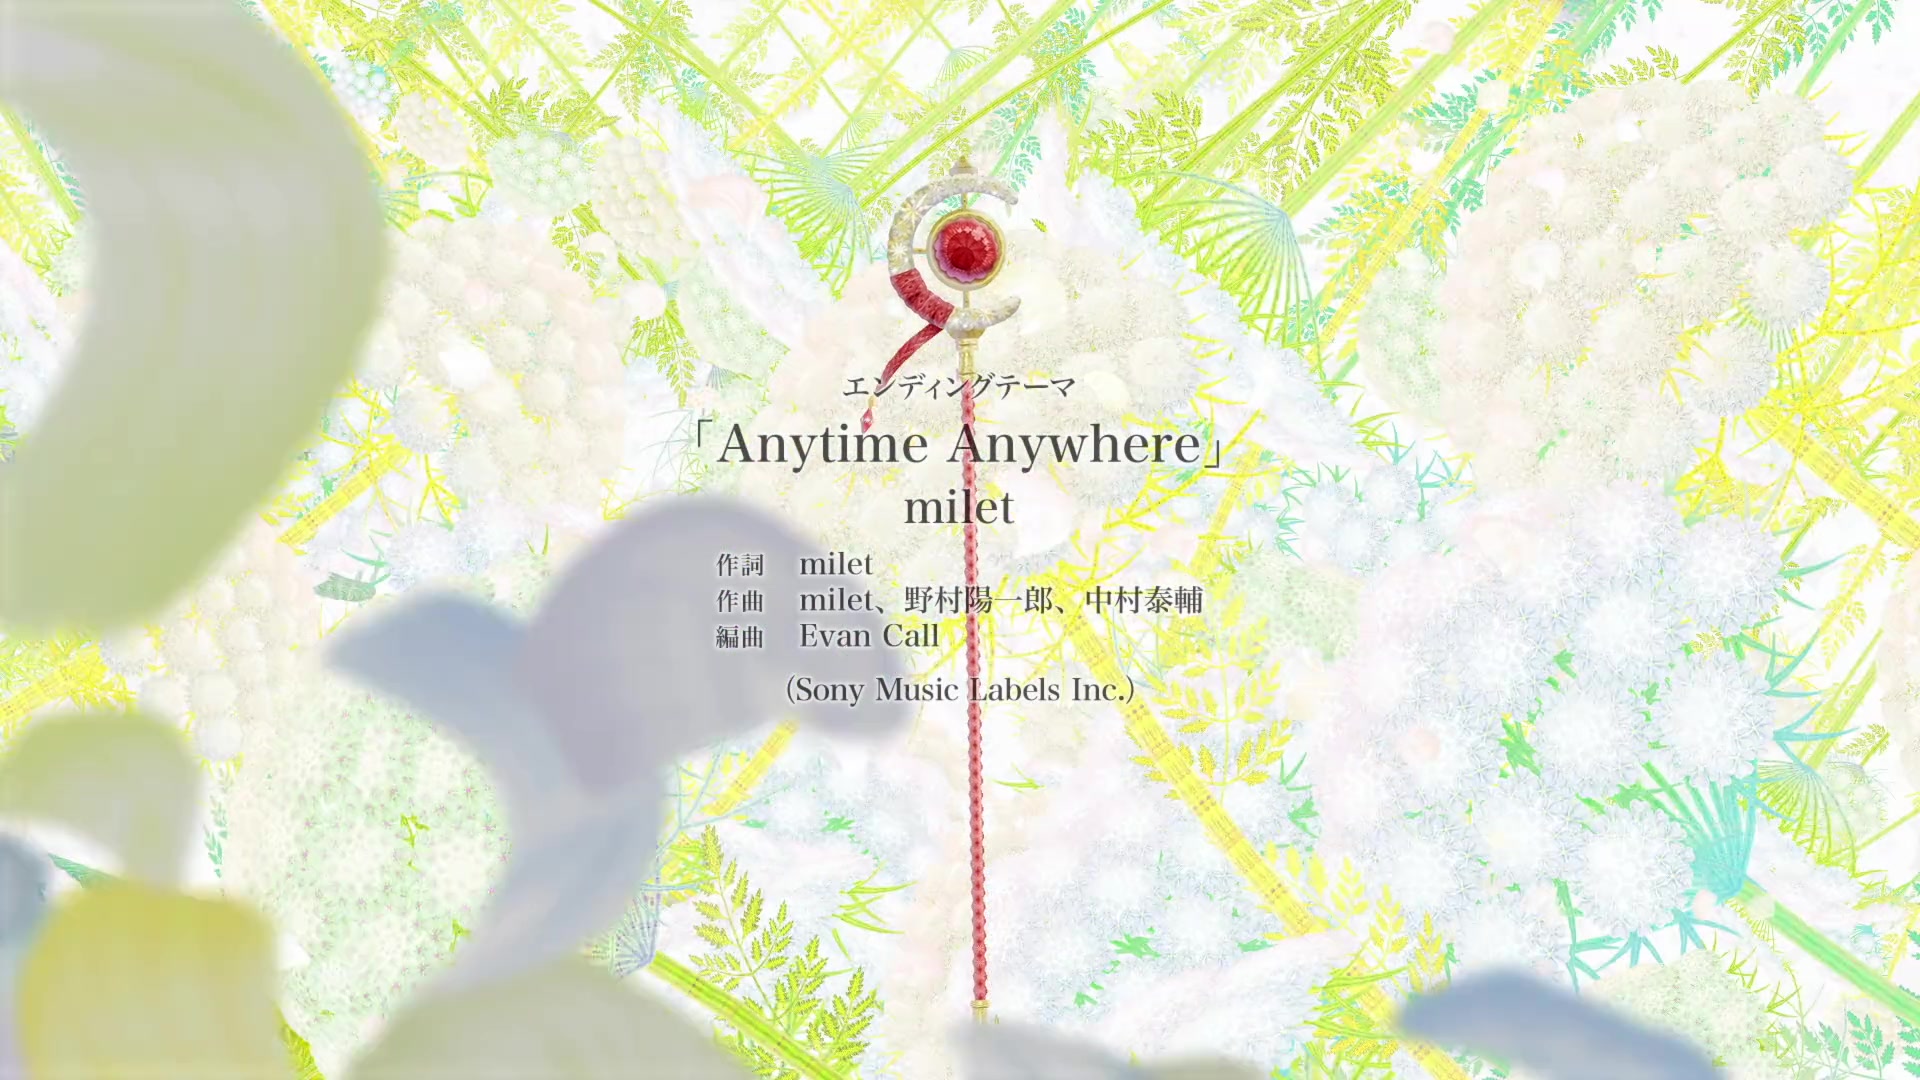 エンディングテーマ
「Anytime Anywhere」
milet
作詞 milet
作曲 milet、野村陽一郎、中村泰輔
編曲 Evan Call
(Sony Music Labels Inc.)